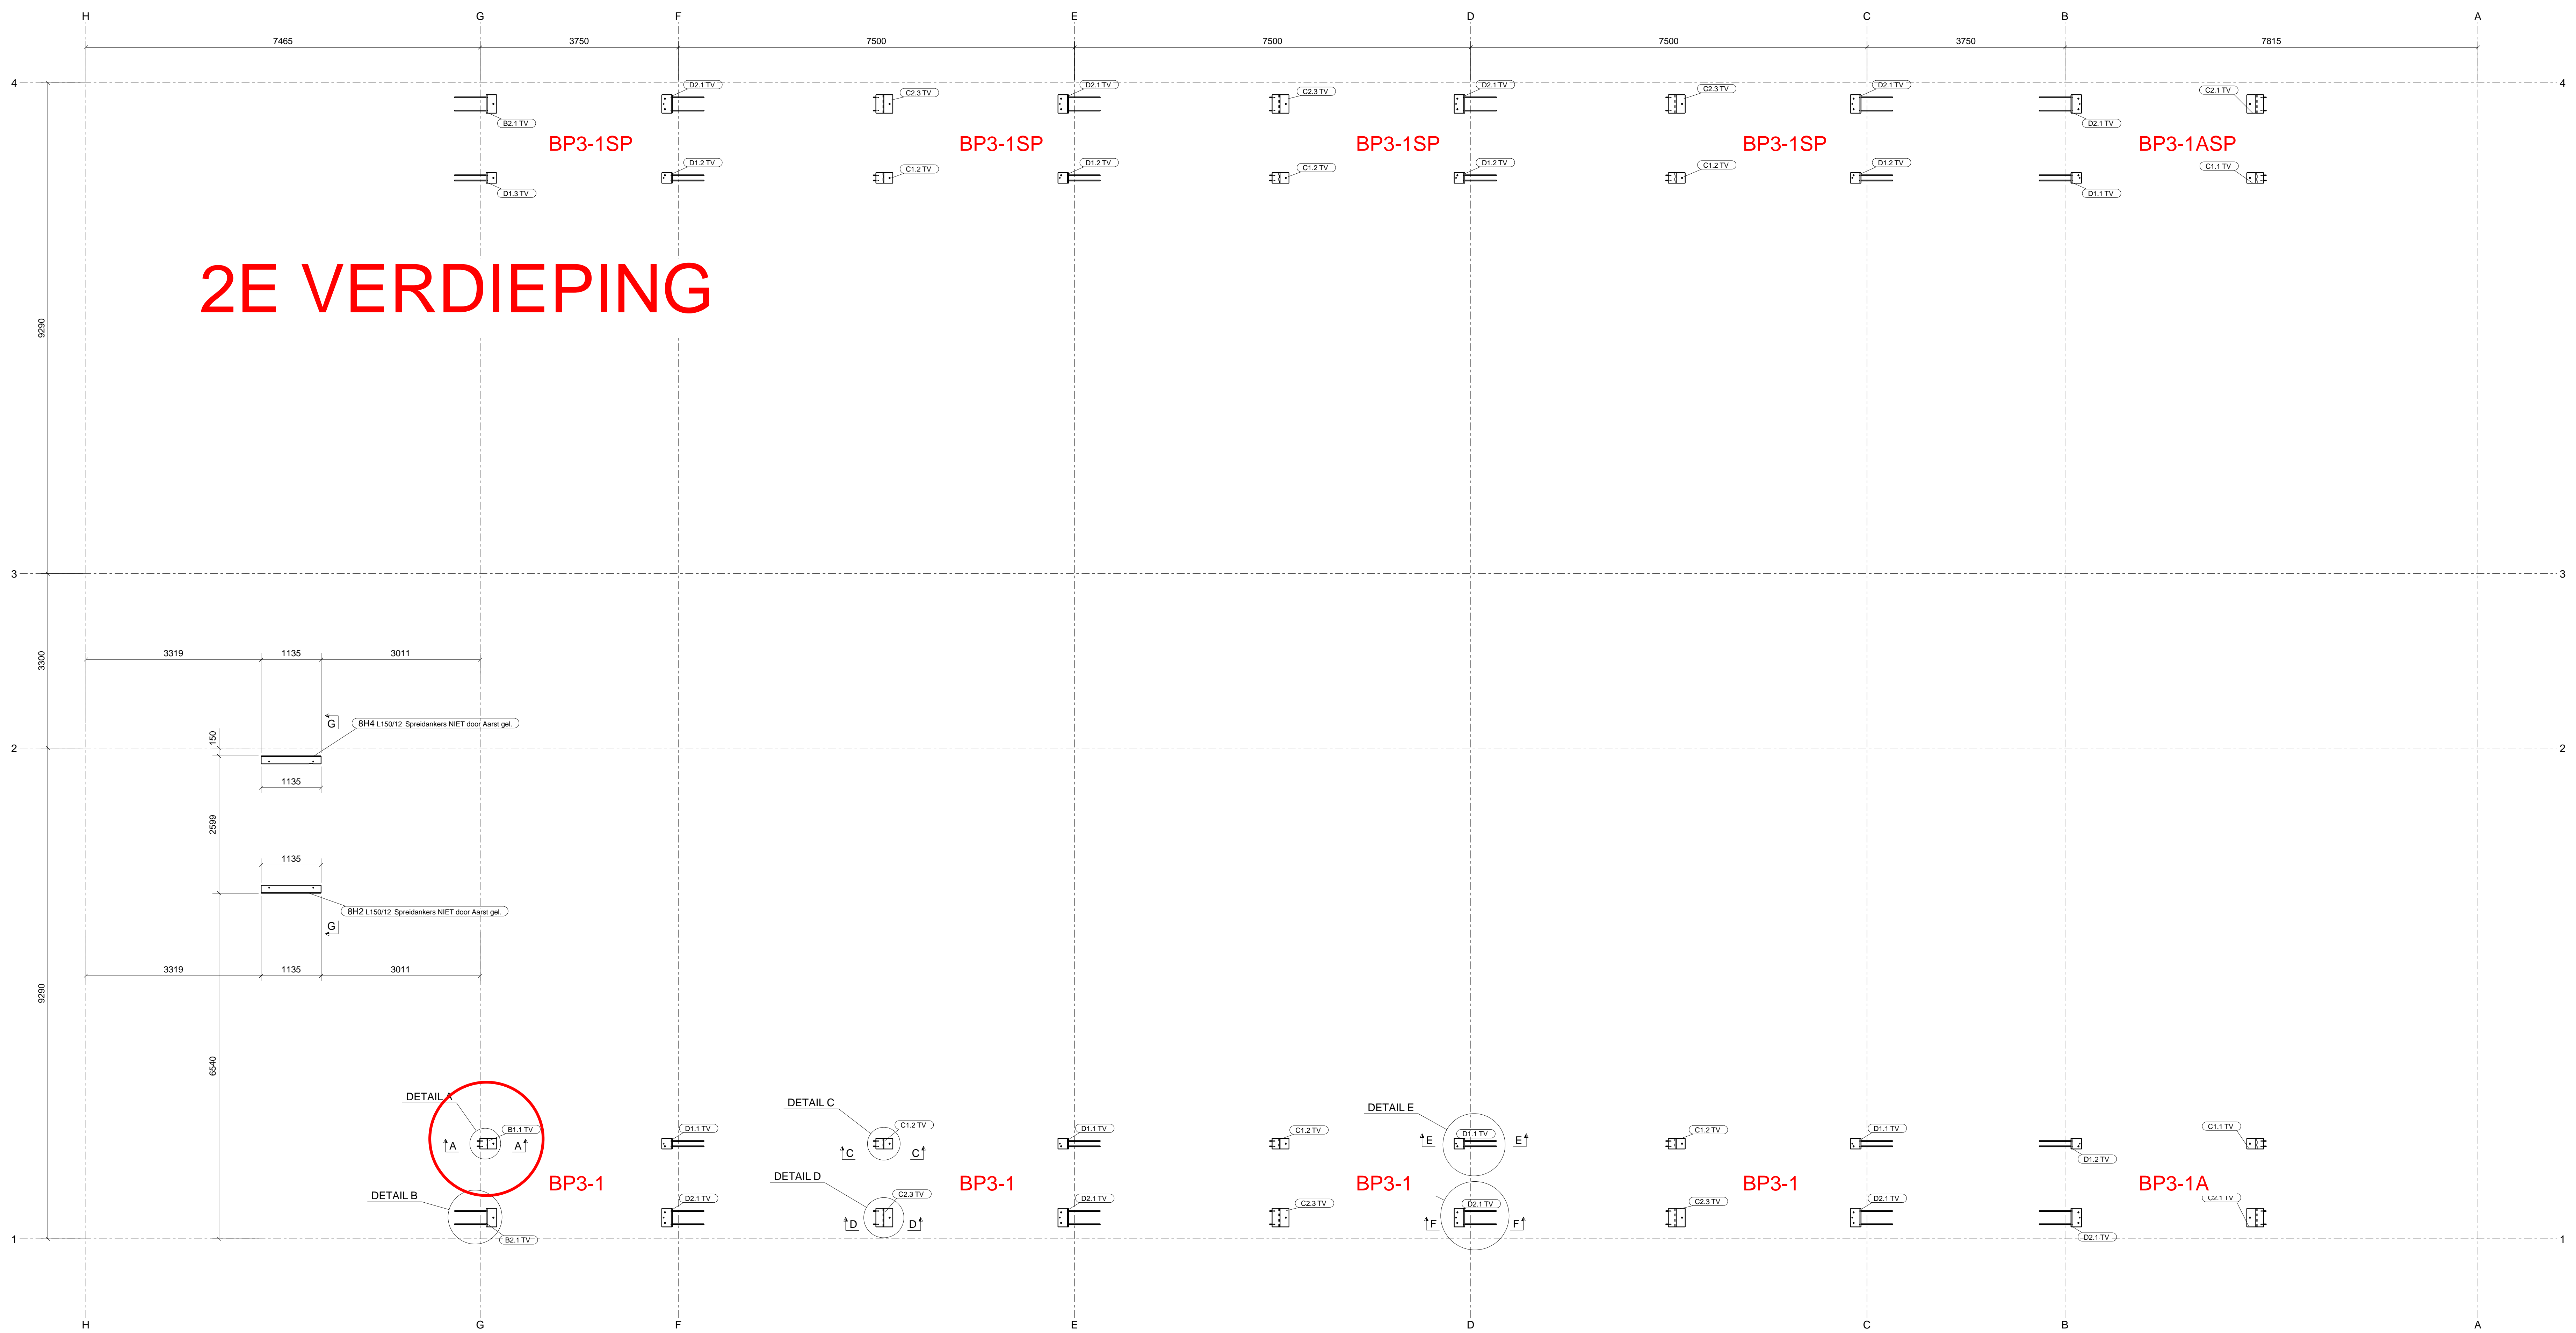 H G F E D C B A
7465 3750 7500 7500 7500 3750 7815
4 4
D2.1 TV C2.3 TV D2.1 TV C2.3 TV D2.1 TV C2.3 TV D2.1 TV C2.1 TV
B2.1 TV D2.1 TV
BP3-1SP BP3-1SP BP3-1SP BP3-1SP BP3-1ASP
D1.2 TV C1.2 TV D1.2 TV C1.2 TV D1.2 TV C1.2 TV D1.2 TV C1.1 TV
D1.3 TV D1.1 TV
2E VERDIEPING
9290
3 3
3300
3319 1135 3011
G
8H4 L150/12 Spreidankers NIET door Aarst gel.
150
2 2
1135
2599
1135
8H2 L150/12 Spreidankers NIET door Aarst gel.
G
3319 1135 3011
9290
6540
DETAIL A DETAIL C DETAIL E
B1.1 TV D1.1 TV C1.2 TV D1.1 TV C1.2 TV D1.1 TV C1.2 TV D1.1 TV C1.1 TV
A A C C E E
D1.2 TV
BP3-1 BP3-1 BP3-1 BP3-1 BP3-1A
DETAIL B DETAIL D
D2.1 TV C2.3 TV D2.1 TV C2.3 TV D2.1 TV C2.3 TV D2.1 TV C2.1 TV
D D F F
B2.1 TV D2.1 TV
1 1
H G F E D C B A